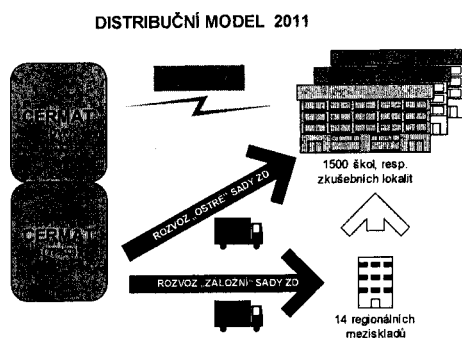 DISTRIBUČNÍ MODEL 2011
CERMAT
1500 škol, resp.
zkušebních lokalit
CERMAT
ROZVOZ „OSTRÉ“ SADY ZD
ROZVOZ „ZÁLOŽNÍ“ SADY ZD
14 regionálních
meziskladů